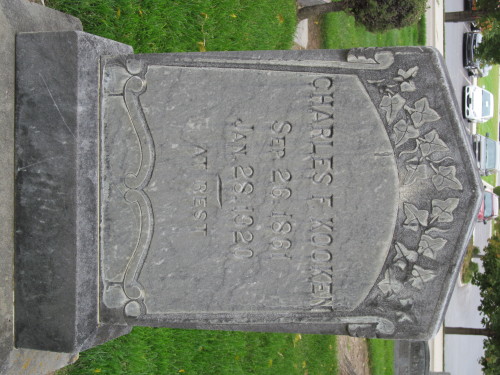 CHARLES F. KOOKEN
SEP. 26, 1861
JAN. 28, 1920
AT REST